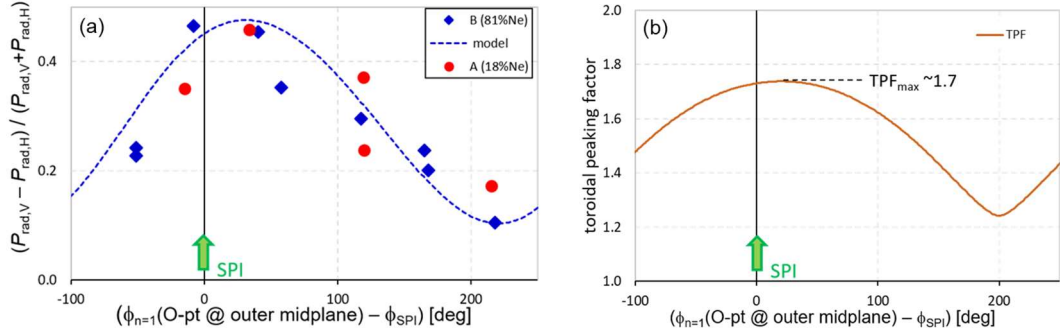 (a)
B (81%Ne)
model
A (18%Ne)
(P_rad,V − P_rad,H) / (P_rad,V+P_rad,H)
0.4
0.2
0.0
SPI
-100 0 100 200
(ϕ_n=1(O-pt @ outer midplane) – ϕ_SPI) [deg]
(b)
TPF
TPF_max ~1.7
toroidal peaking factor
2.0
1.8
1.6
1.4
1.2
1.0
SPI
-100 0 100 200
(ϕ_n=1(O-pt @ outer midplane) – ϕ_SPI) [deg]